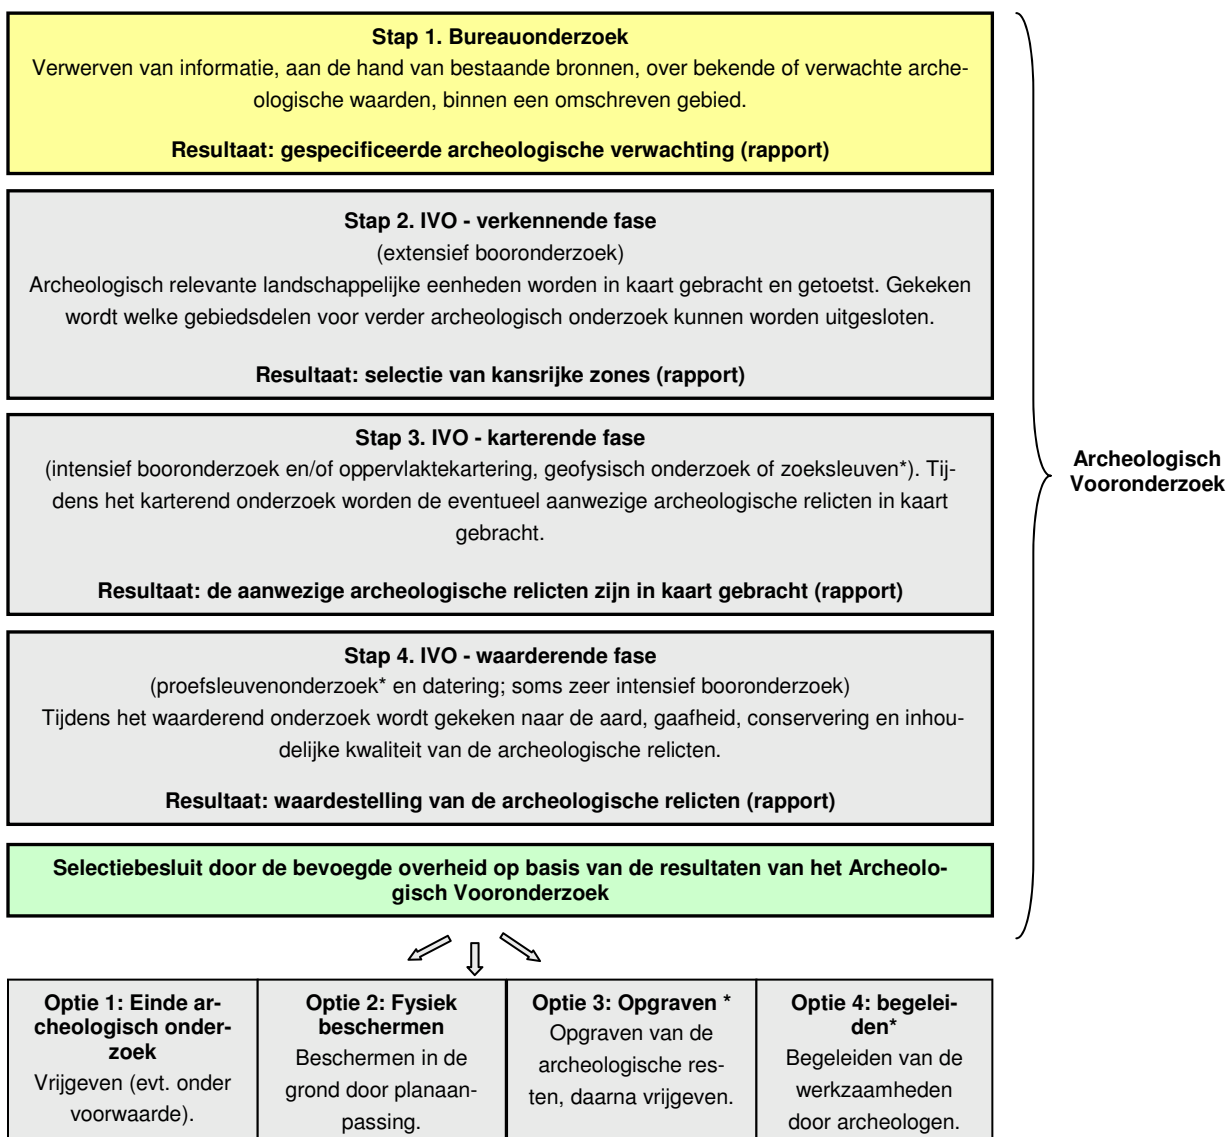 Stap 1. Bureauonderzoek
Verwerven van informatie, aan de hand van bestaande bronnen, over bekende of verwachte arche-
ologische waarden, binnen een omschreven gebied.
Resultaat: gespecificeerde archeologische verwachting (rapport)
Stap 2. IVO - verkennende fase
(extensief booronderzoek)
Archeologisch relevante landschappelijke eenheden worden in kaart gebracht en getoetst. Gekeken
wordt welke gebiedsdelen voor verder archeologisch onderzoek kunnen worden uitgesloten.
Resultaat: selectie van kansrijke zones (rapport)
Stap 3. IVO - karterende fase
(intensief booronderzoek en/of oppervlaktekartering, geofysisch onderzoek of zoeksleuven*). Tij-
dens het karterend onderzoek worden de eventueel aanwezige archeologische relicten in kaart
gebracht.
Resultaat: de aanwezige archeologische relicten zijn in kaart gebracht (rapport)
Stap 4. IVO - waarderende fase
(proefsleuvenonderzoek* en datering; soms zeer intensief booronderzoek)
Tijdens het waarderend onderzoek wordt gekeken naar de aard, gaafheid, conservering en inhou-
delijke kwaliteit van de archeologische relicten.
Resultaat: waardestelling van de archeologische relicten (rapport)
Selectiebesluit door de bevoegde overheid op basis van de resultaten van het Archeolo-
gisch Vooronderzoek
Archeologisch
Vooronderzoek
Optie 1: Einde ar-
cheologisch onder-
zoek
Vrijgeven (evt. onder
voorwaarde).
Optie 2: Fysiek
beschermen
Beschermen in de
grond door planaan-
passing.
Optie 3: Opgraven *
Opgraven van de
archeologische res-
ten, daarna vrijgeven.
Optie 4: begelei-
den*
Begeleiden van de
werkzaamheden
door archeologen.